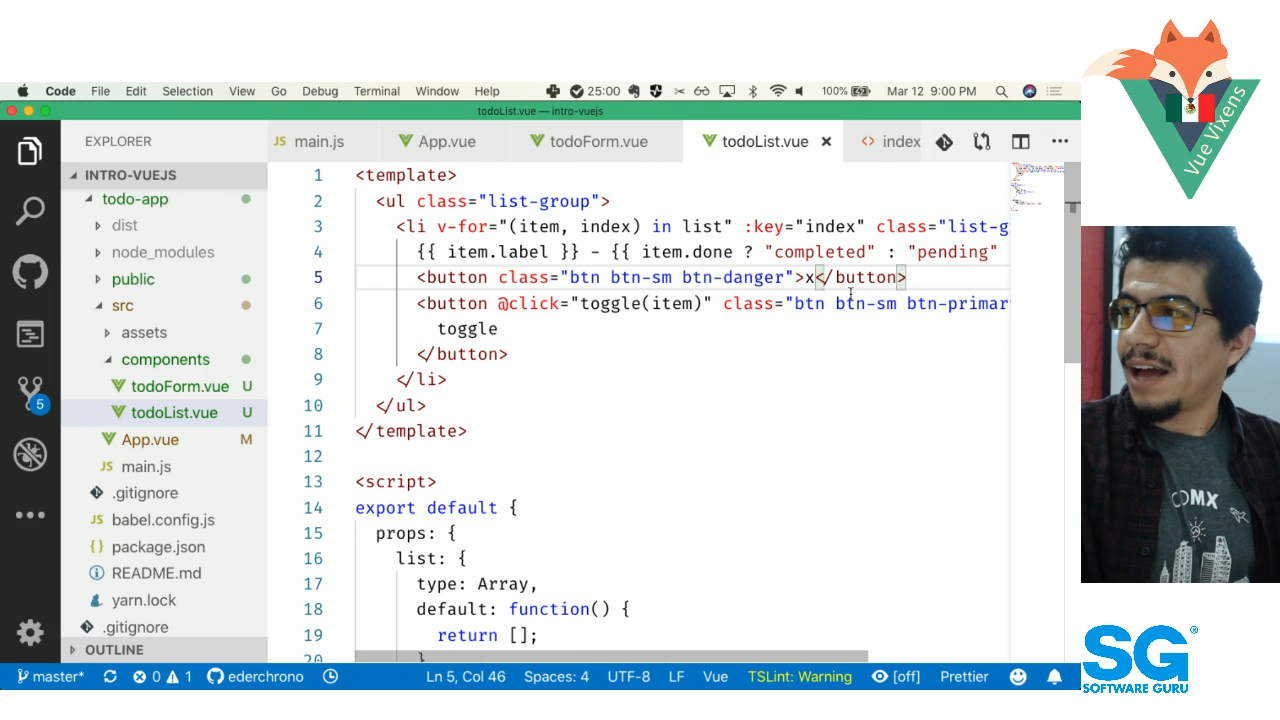 Code File Edit Selection View Go Debug Terminal Window Help 25:00 100% Mar 12 9:00 PM
todoList.vue — intro-vuejs
EXPLORER
JS main.js App.vue todoForm.vue todoList.vue × <> index ...
INTRO-VUEJS
todo-app
dist
node_modules
public
src
assets
components
todoForm.vue U
todoList.vue U
App.vue M
JS main.js
.gitignore
JS babel.config.js
{} package.json
README.md
yarn.lock
.gitignore
OUTLINE
5
1 <template>
2 <ul class="list-group">
3 <li v-for="(item, index) in list" :key="index" class="list-g
4 {{ item.label }} - {{ item.done ? "completed" : "pending"
5 <button class="btn btn-sm btn-danger">x</button>
6 <button @click="toggle(item)" class="btn btn-sm btn-primar
7 toggle
8 </button>
9 </li>
10 </ul>
11 </template>
12
13 <script>
14 export default {
15 props: {
16 list: {
17 type: Array,
18 default: function() {
19 return [];
20 }
master* 0 1 ederchrono Ln 5, Col 46 Spaces: 4 UTF-8 LF Vue TSLint: Warning [off] Prettier
Vue Vixens
CDMX
SG®
SOFTWARE GURU